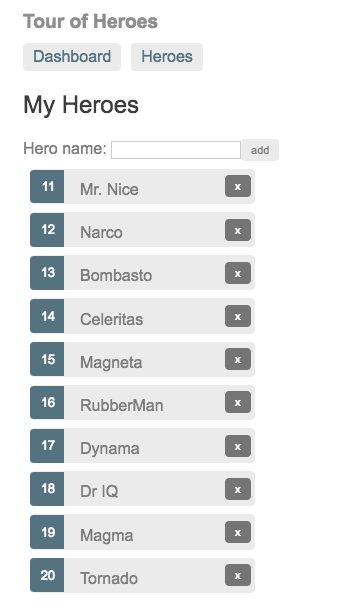 Tour of Heroes
Dashboard Heroes
My Heroes
Hero name: add
11 Mr. Nice x
12 Narco x
13 Bombasto x
14 Celeritas x
15 Magneta x
16 RubberMan x
17 Dynama x
18 Dr IQ x
19 Magma x
20 Tornado x